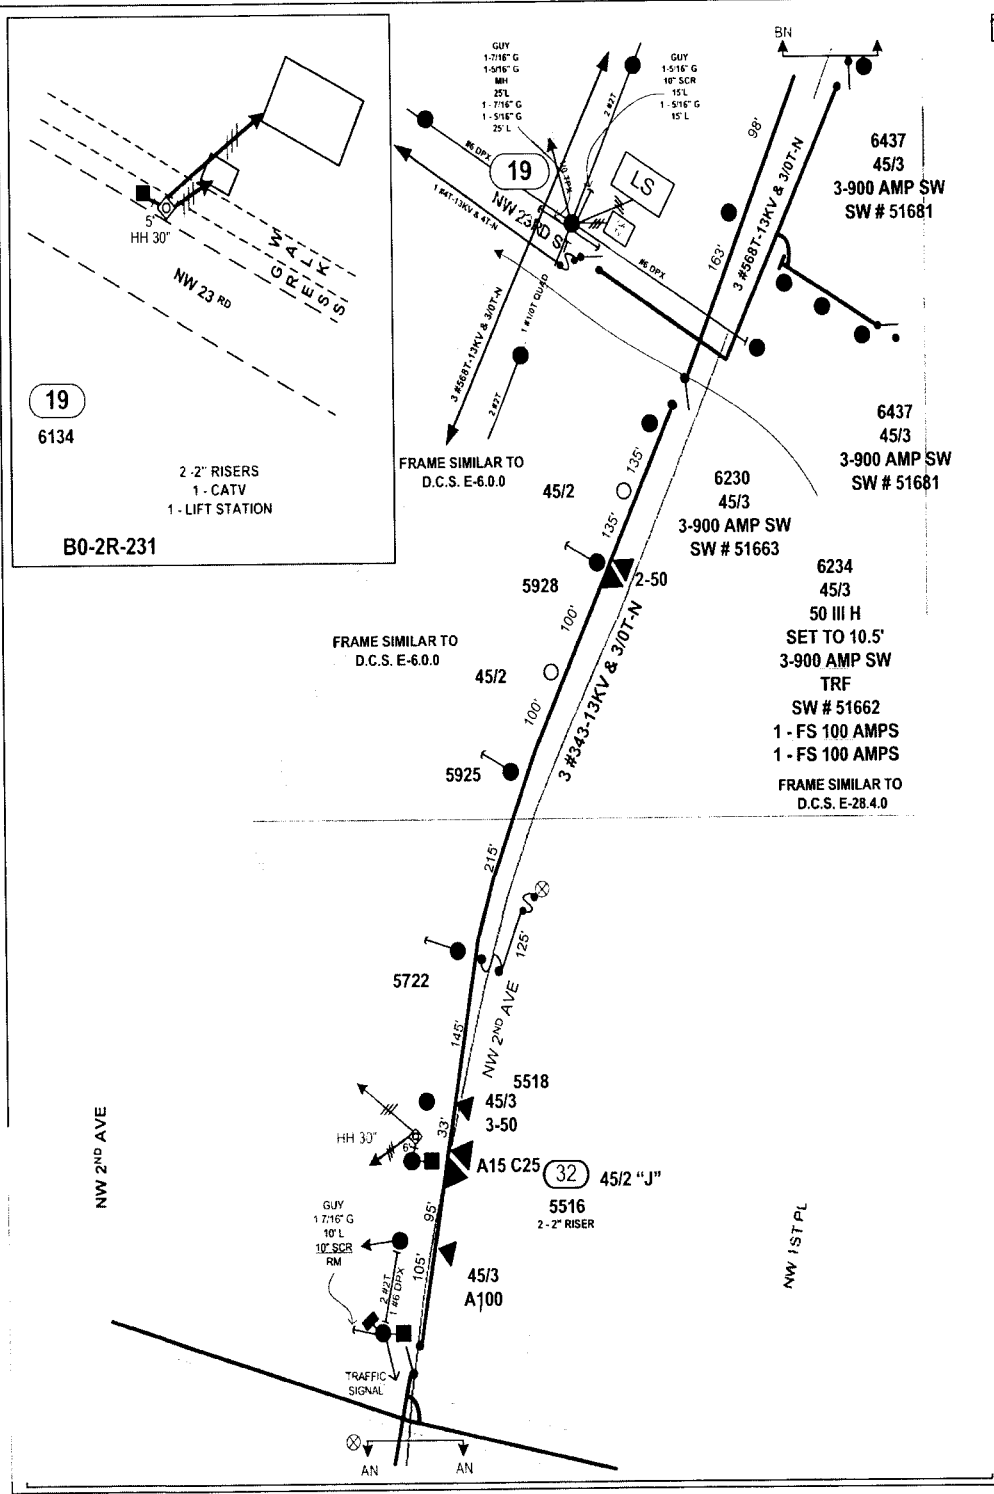 BN
GUY
1-7/16" G
1-5/16" G
MH
25'L
1 - 7/16" G
1 - 5/16" G
25' L
GUY
1-5/16" G
10" SCR
15'L
1 - 5/16" G
15' L
2 #2T
#6 DPX
19
LS
NW 23RD ST
1 #4T-13KV & 4T-N
#6 DPX
1 #1/0T QUAD
3 #568T-13KV & 3/0T-N
2 #2T
98'
163'
3 #568T-13KV & 3/0T-N
6437
45/3
3-900 AMP SW
SW # 51681
5'
HH 30"
WALK
GRESS
NW 23 RD
19
6134
2 -2" RISERS
1 - CATV
1 - LIFT STATION
B0-2R-231
6437
45/3
3-900 AMP SW
SW # 51681
FRAME SIMILAR TO
D.C.S. E-6.0.0
135'
45/2
135'
6230
45/3
3-900 AMP SW
SW # 51663
5928
2-50
6234
45/3
50 III H
SET TO 10.5'
3-900 AMP SW
TRF
SW # 51662
1 - FS 100 AMPS
1 - FS 100 AMPS
FRAME SIMILAR TO
D.C.S. E-28.4.0
100'
FRAME SIMILAR TO
D.C.S. E-6.0.0
45/2
100'
3 #343-13KV & 3/0T-N
5925
215'
125'
5722
NW 2ND AVE
145'
5518
45/3
3-50
33'
HH 30"
6'
A15 C25
32
45/2 "J"
5516
2 - 2" RISER
NW 2ND AVE
95'
GUY
1 7/16" G
10' L
10" SCR
RM
2 #2T
1 #6 DPX
105'
45/3
A100
NW 1ST PL
TRAFFIC
SIGNAL
AN
AN